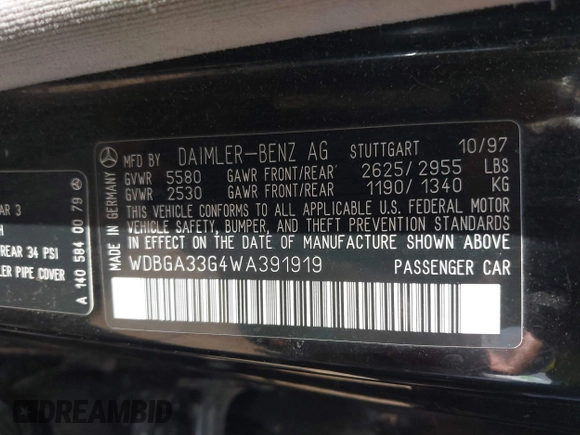 MFD BY DAIMLER-BENZ AG STUTTGART 10/97
GVWR 5580 GAWR FRONT/REAR 2625/2955 LBS
GVWR 2530 GAWR FRONT/REAR 1190/1340 KG
THIS VEHICLE CONFORMS TO ALL APPLICABLE U.S. FEDERAL MOTOR
VEHICLE SAFETY, BUMPER, AND THEFT PREVENTION STANDARDS
IN EFFECT ON THE DATE OF MANUFACTURE SHOWN ABOVE
WDBGA33G4WA391919 PASSENGER CAR
MADE IN GERMANY
A 140 584 00 79
AR 3
H
REAR 34 PSI
LER PIPE COVER
DREAMBID